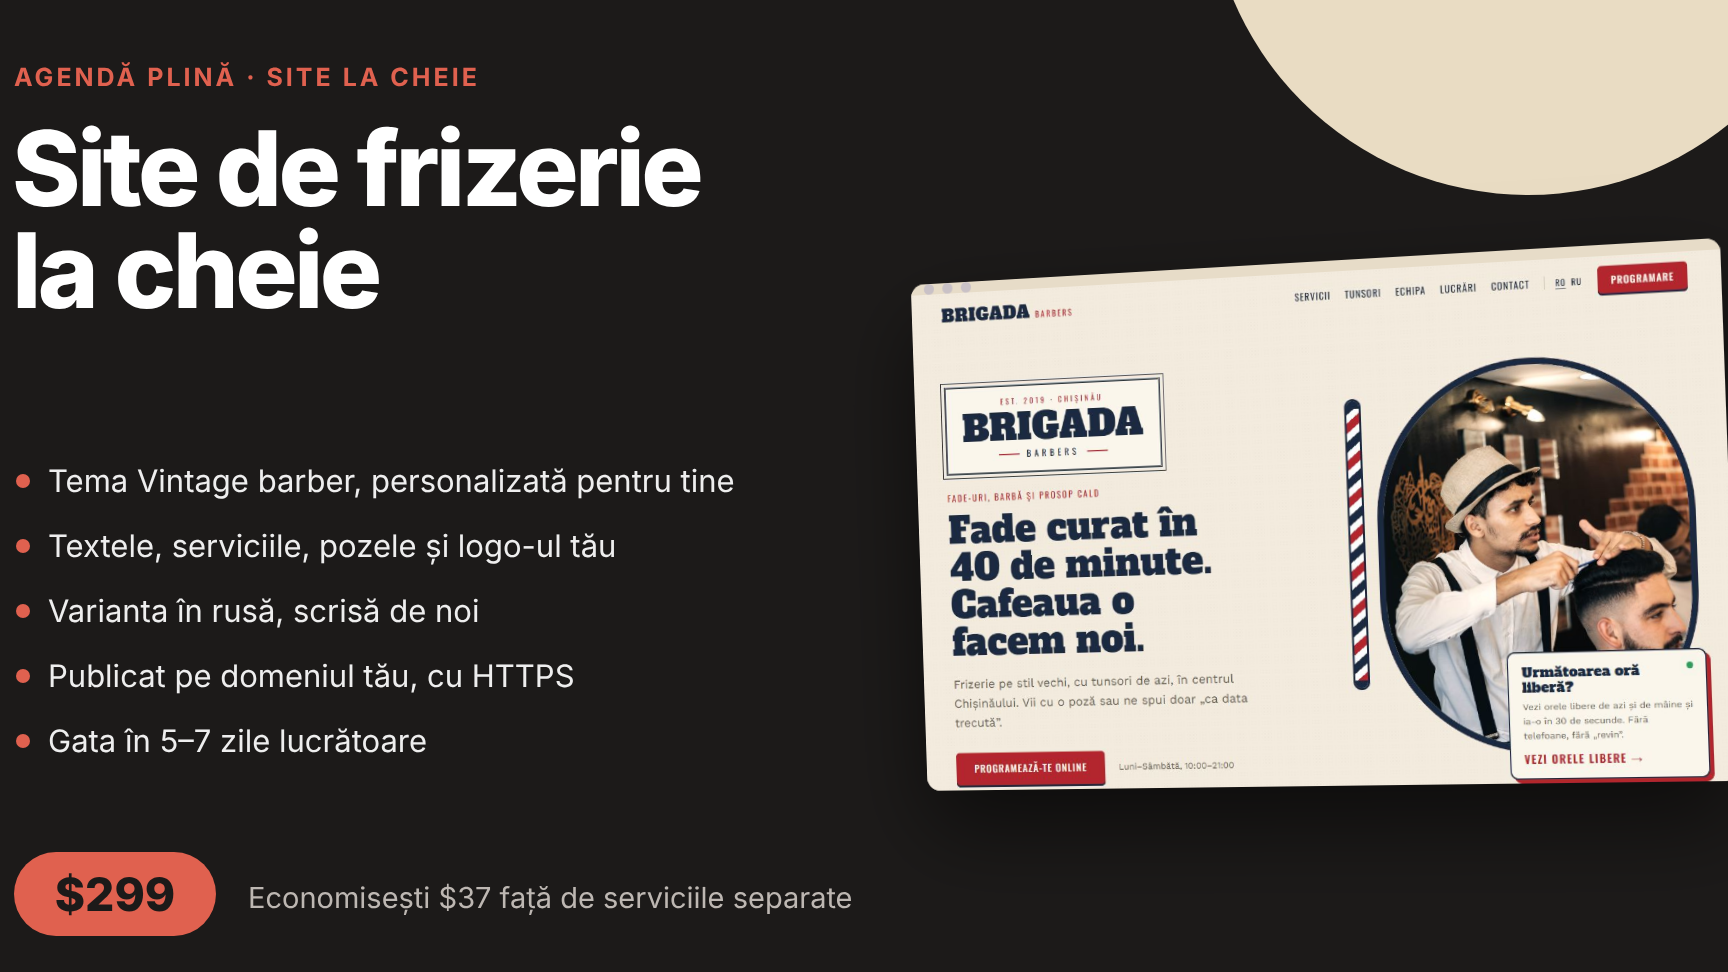 AGENDĂ PLINĂ · SITE LA CHEIE
Site de frizerie
la cheie
Tema Vintage barber, personalizată pentru tine
Textele, serviciile, pozele și logo-ul tău
Varianta în rusă, scrisă de noi
Publicat pe domeniul tău, cu HTTPS
Gata în 5–7 zile lucrătoare
$299
Economisești $37 față de serviciile separate
BRIGADA BARBERS
SERVICII TUNSORI ECHIPA LUCRĂRI CONTACT RO RU PROGRAMARE
EST. 2019 · CHIȘINĂU
BRIGADA
BARBERS
FADE-URI, BARBĂ ȘI PROSOP CALD
Fade curat în
40 de minute.
Cafeaua o
facem noi.
Frizerie pe stil vechi, cu tunsori de azi, în centrul
Chișinăului. Vii cu o poză sau ne spui doar „ca data
trecută”.
PROGRAMEAZĂ-TE ONLINE
Luni–Sâmbătă, 10:00–21:00
Următoarea oră
liberă?
Vezi orele libere de azi și de mâine și
ia-o în 30 de secunde. Fără
telefoane, fără „revin”.
VEZI ORELE LIBERE →